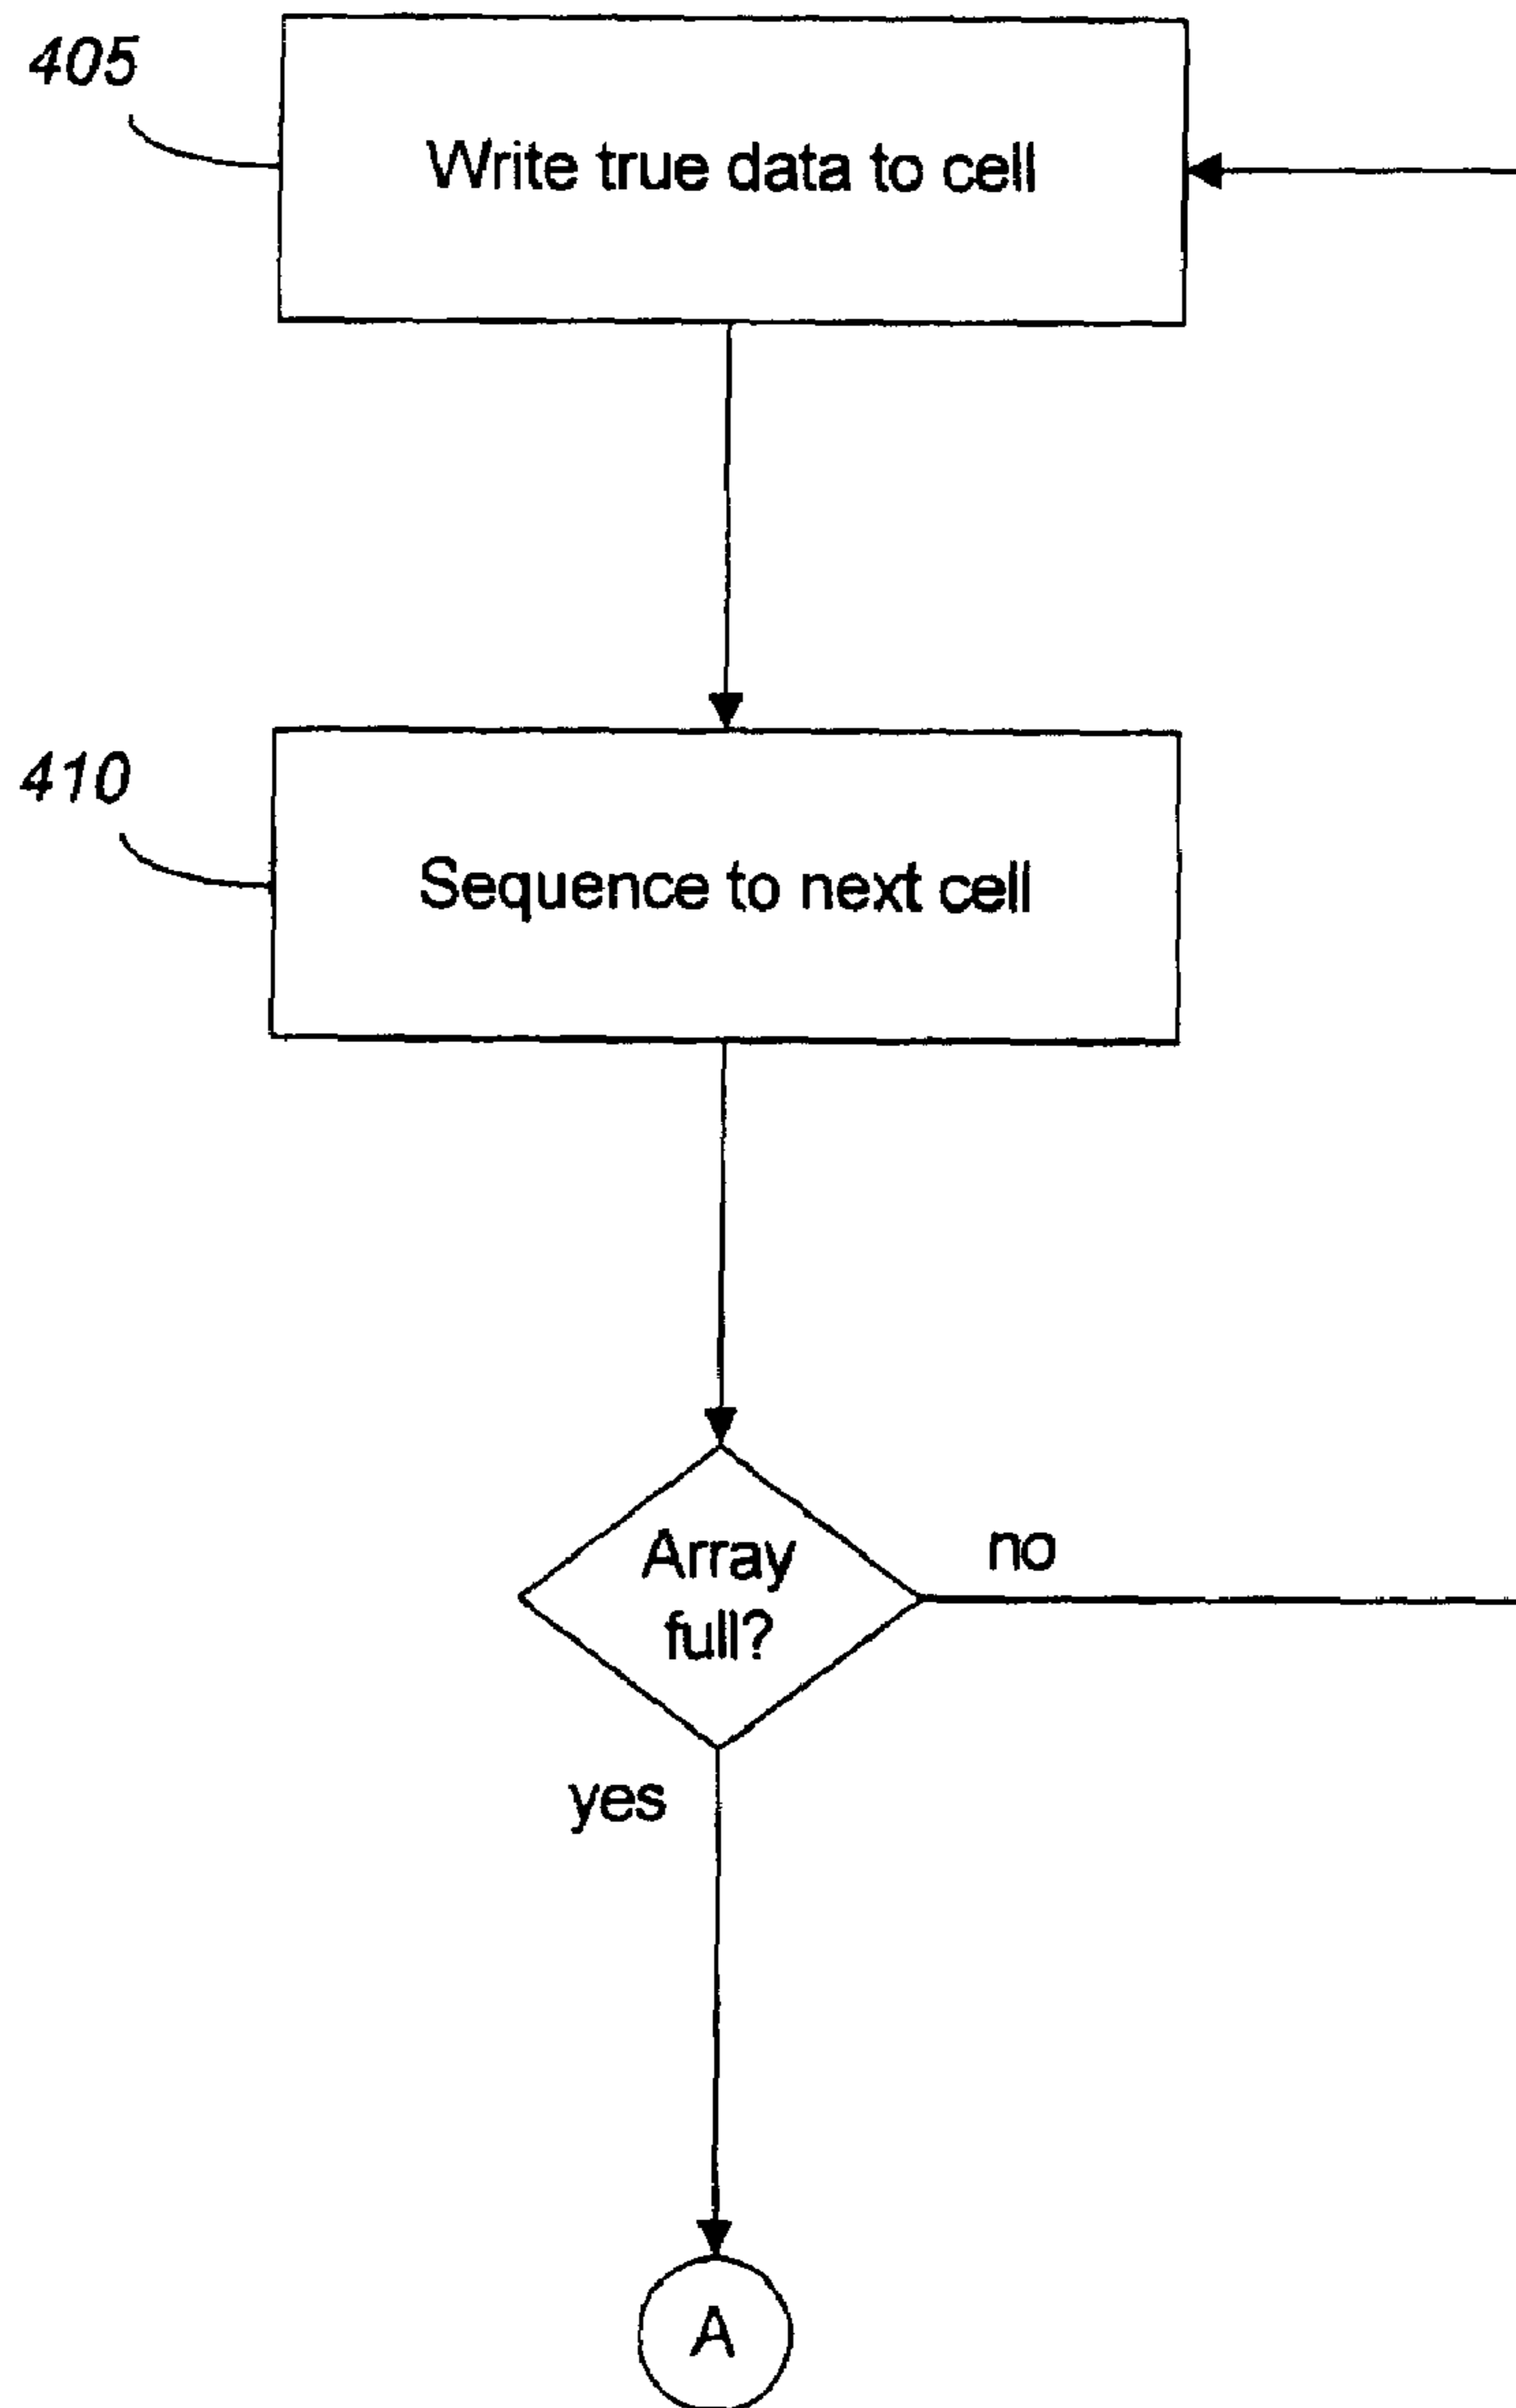 405
Write true data to cell
410
Sequence to next cell
Array
full?
no
yes
A